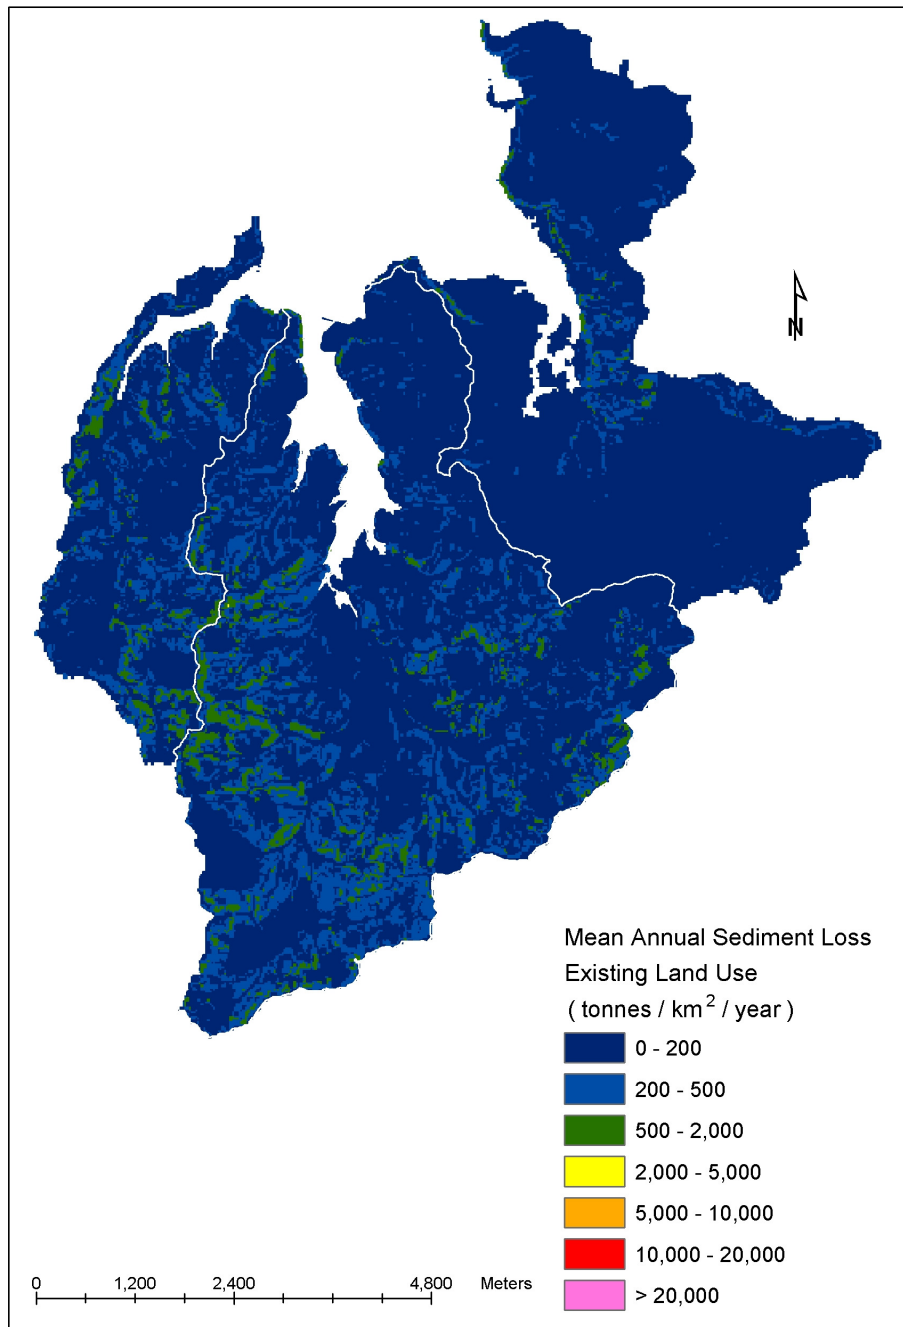 N
Mean Annual Sediment Loss
Existing Land Use
( tonnes / km² / year )
0 - 200
200 - 500
500 - 2,000
2,000 - 5,000
5,000 - 10,000
10,000 - 20,000
> 20,000
0 1,200 2,400 4,800 Meters